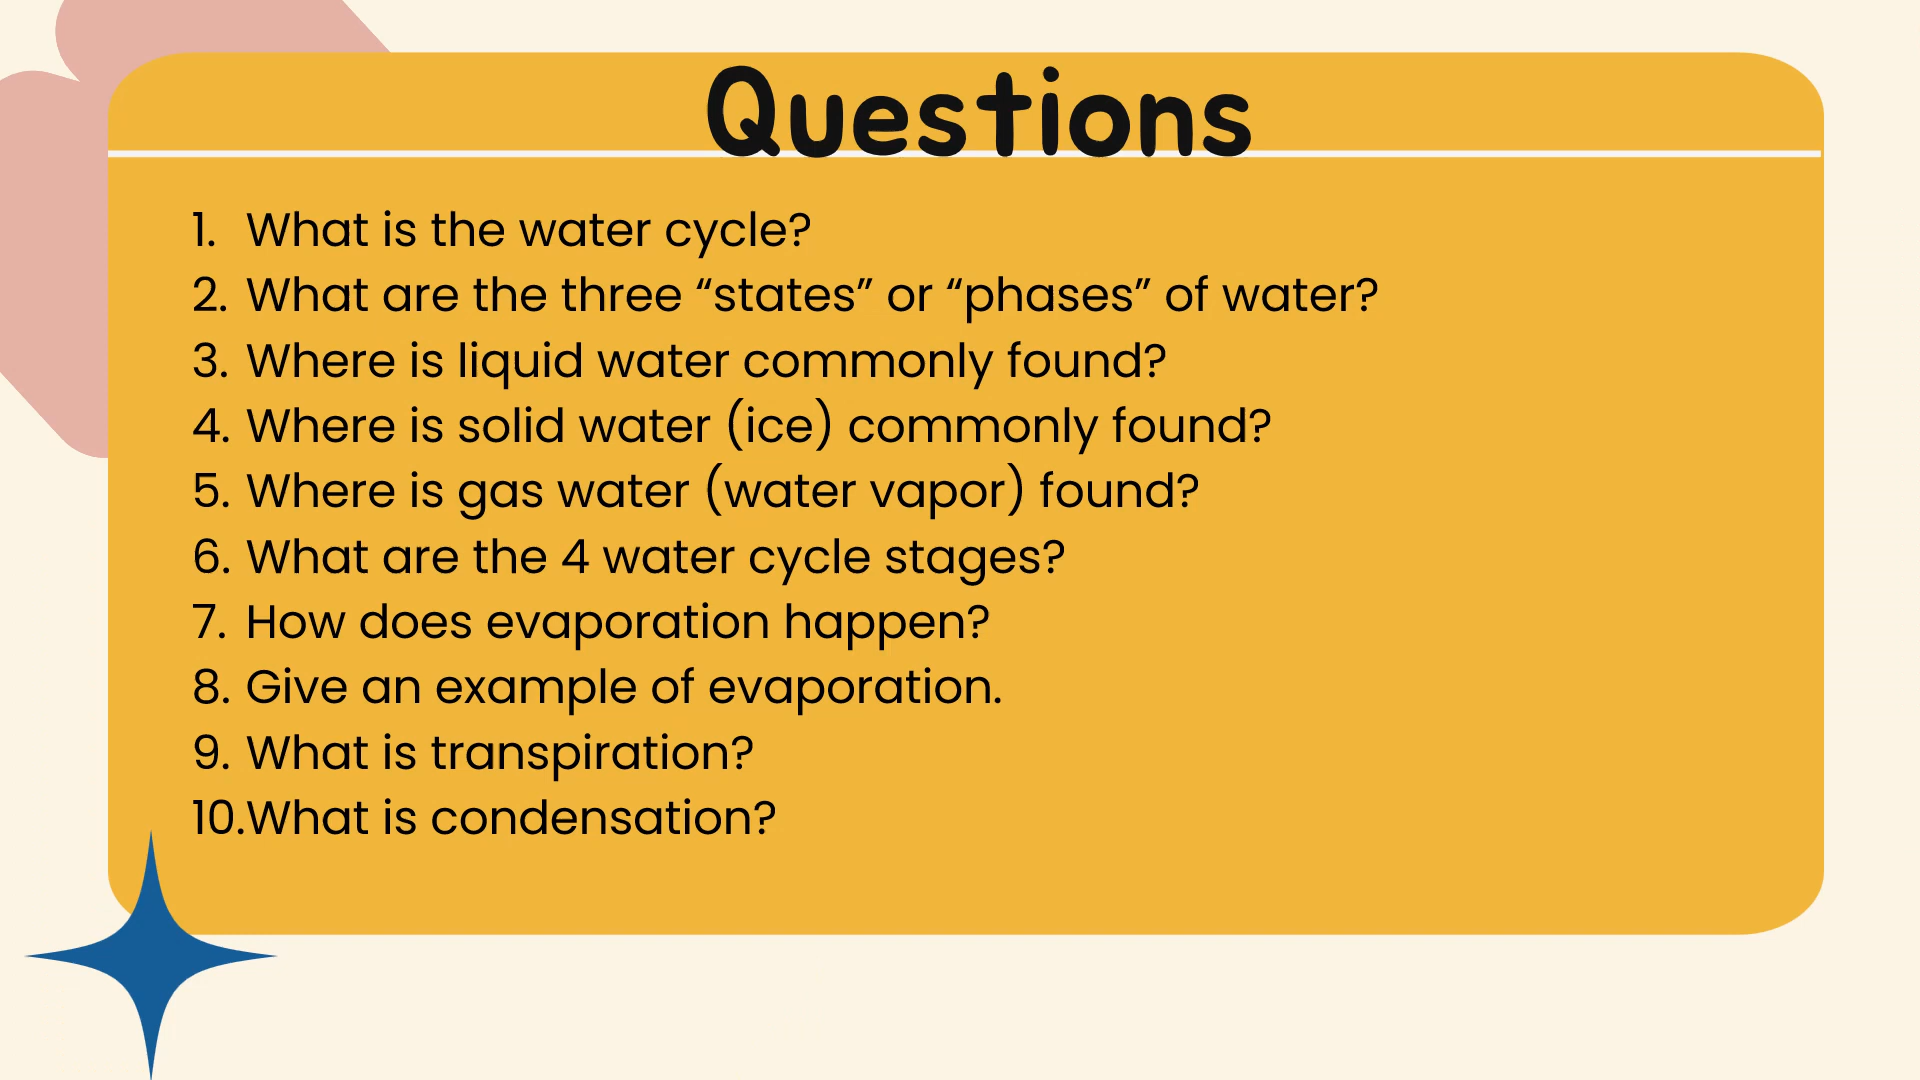 Questions
1. What is the water cycle?
2. What are the three “states” or “phases” of water?
3. Where is liquid water commonly found?
4. Where is solid water (ice) commonly found?
5. Where is gas water (water vapor) found?
6. What are the 4 water cycle stages?
7. How does evaporation happen?
8. Give an example of evaporation.
9. What is transpiration?
10.What is condensation?